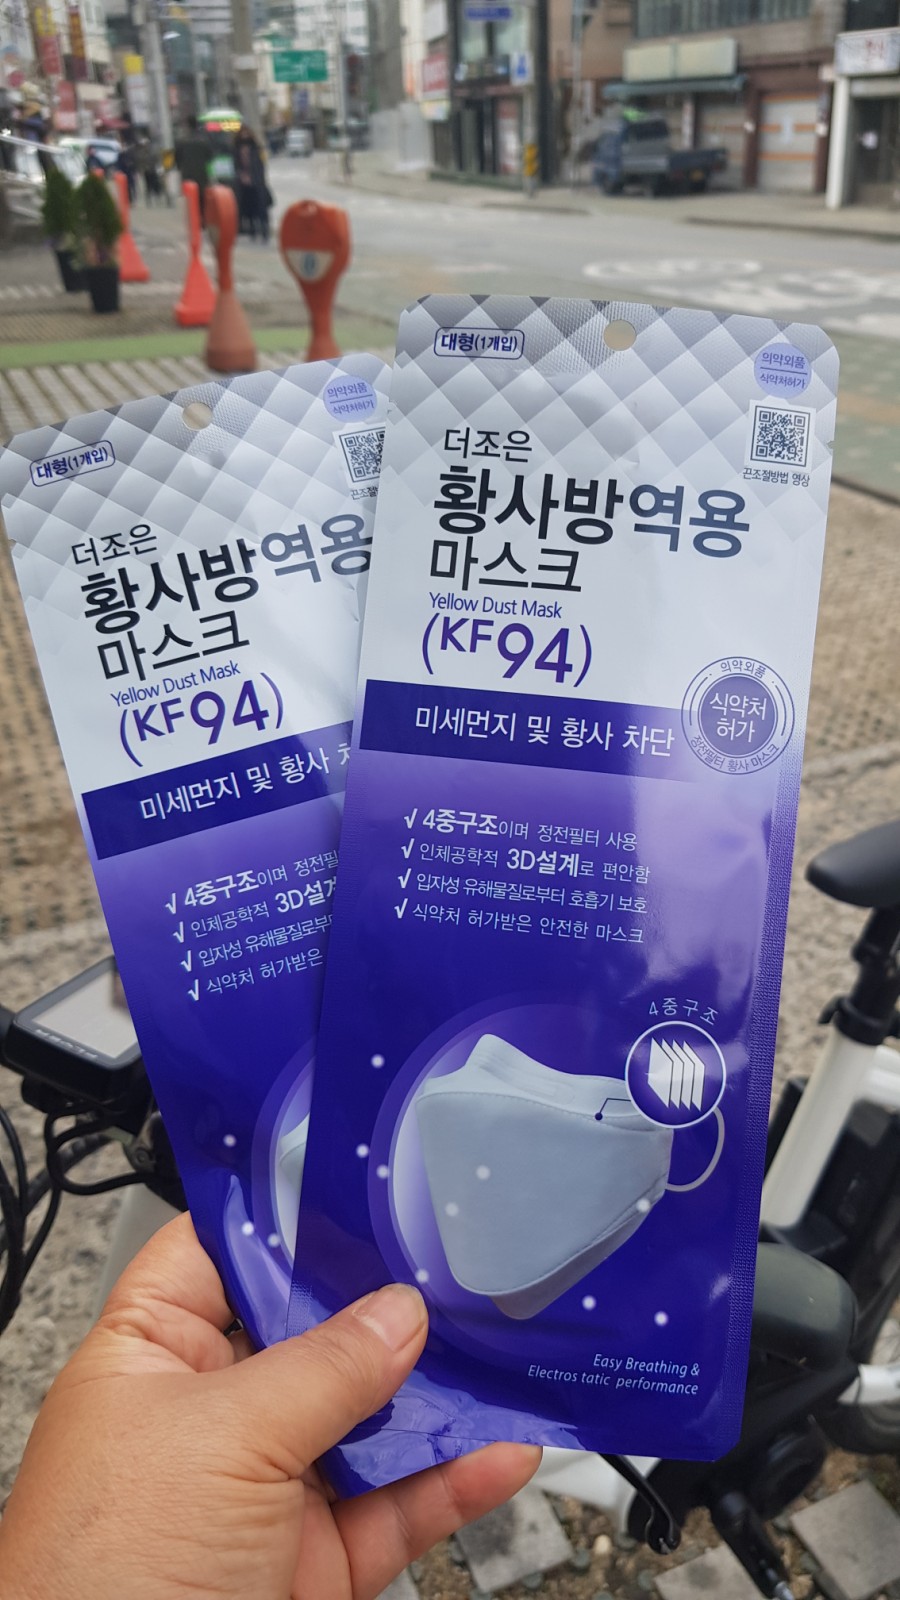 대형(1개입)
의약외품
식약처허가
끈조절방법 영상
더조은
황사방역용
마스크
Yellow Dust Mask
(KF94)
미세먼지 및 황사 차단
의약외품
식약처
허가
정전필터 황사 마스크
√ 4중구조이며 정전필터 사용
√ 인체공학적 3D설계로 편안함
√ 입자성 유해물질로부터 호흡기 보호
√ 식약처 허가받은 안전한 마스크
4중구조
Easy Breathing &
Electros tatic performance
대형(1개입)
의약외품
식약처허가
끈조절
더조은
황사방역용
마스크
Yellow Dust Mask
(KF94)
미세먼지 및 황사
√ 4중구조이며 정전필
√ 인체공학적 3D설계
√ 입자성 유해물질로부
√ 식약처 허가받은